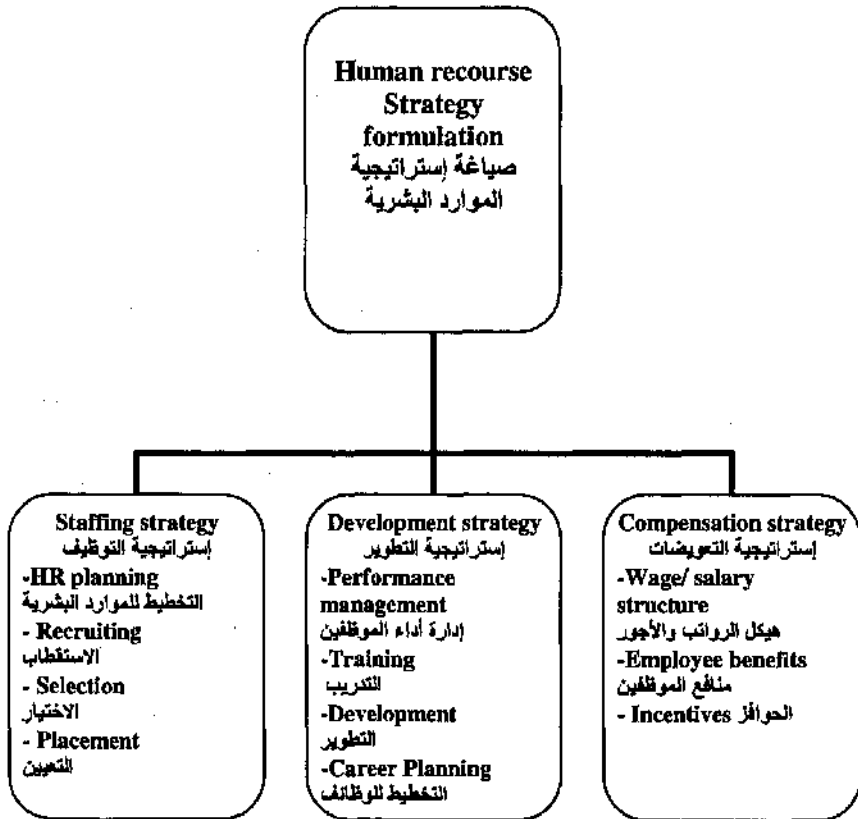 Human recourse
Strategy
formulation
صياغة إستراتيجية
الموارد البشرية
Staffing strategy
إستراتيجية التوظيف
-HR planning
التخطيط للموارد البشرية
- Recruiting
الاستقطاب
- Selection
الاختيار
- Placement
التعيين
Development strategy
إستراتيجية التطوير
-Performance
management
إدارة أداء الموظفين
-Training
التدريب
-Development
التطوير
-Career Planning
التخطيط للوظائف
Compensation strategy
إستراتيجية التعويضات
-Wage/ salary
structure
هيكل الرواتب والأجور
-Employee benefits
منافع الموظفين
- Incentives الحوافز